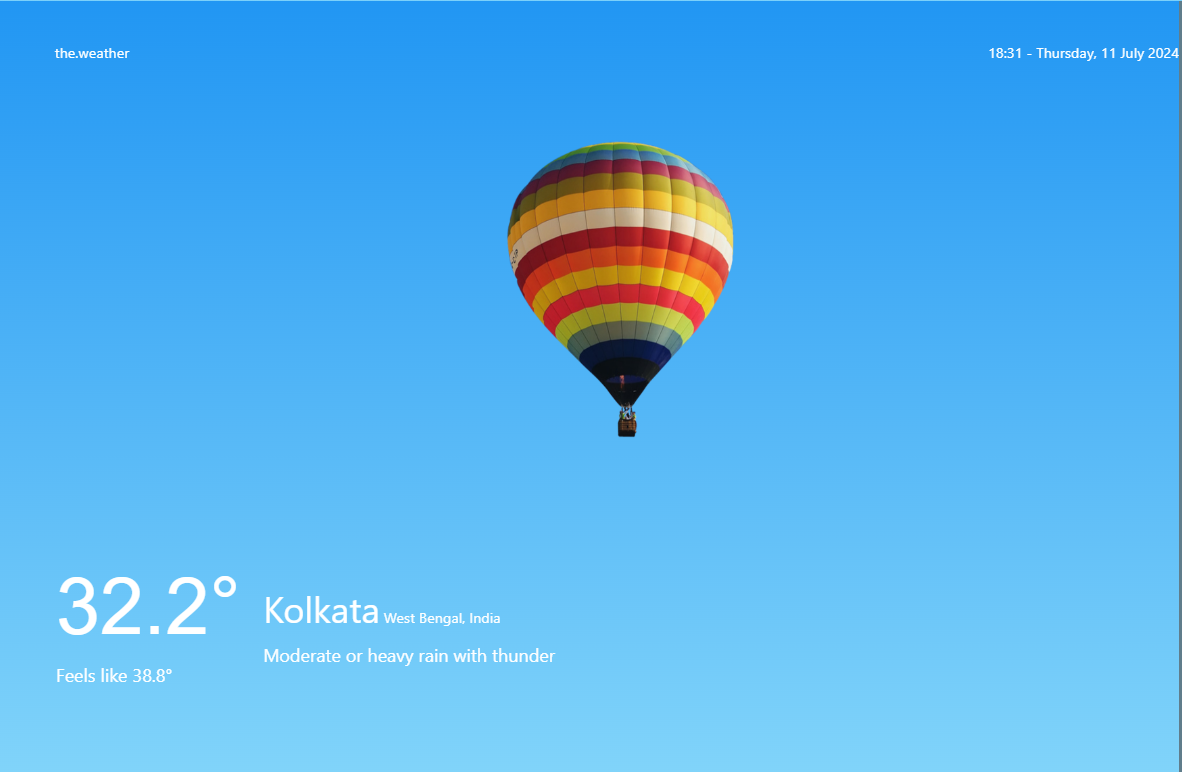 the.weather
18:31 - Thursday, 11 July 2024
32.2°
Kolkata West Bengal, India
Moderate or heavy rain with thunder
Feels like 38.8°